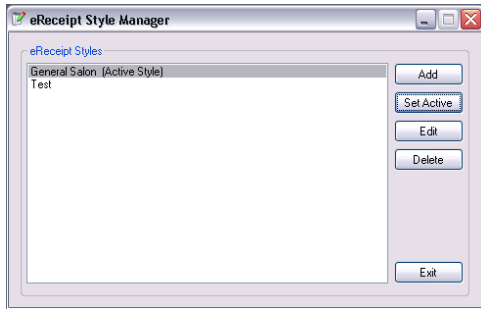 eReceipt Style Manager
eReceipt Styles
General Salon (Active Style)
Test
Add
Set Active
Edit
Delete
Exit